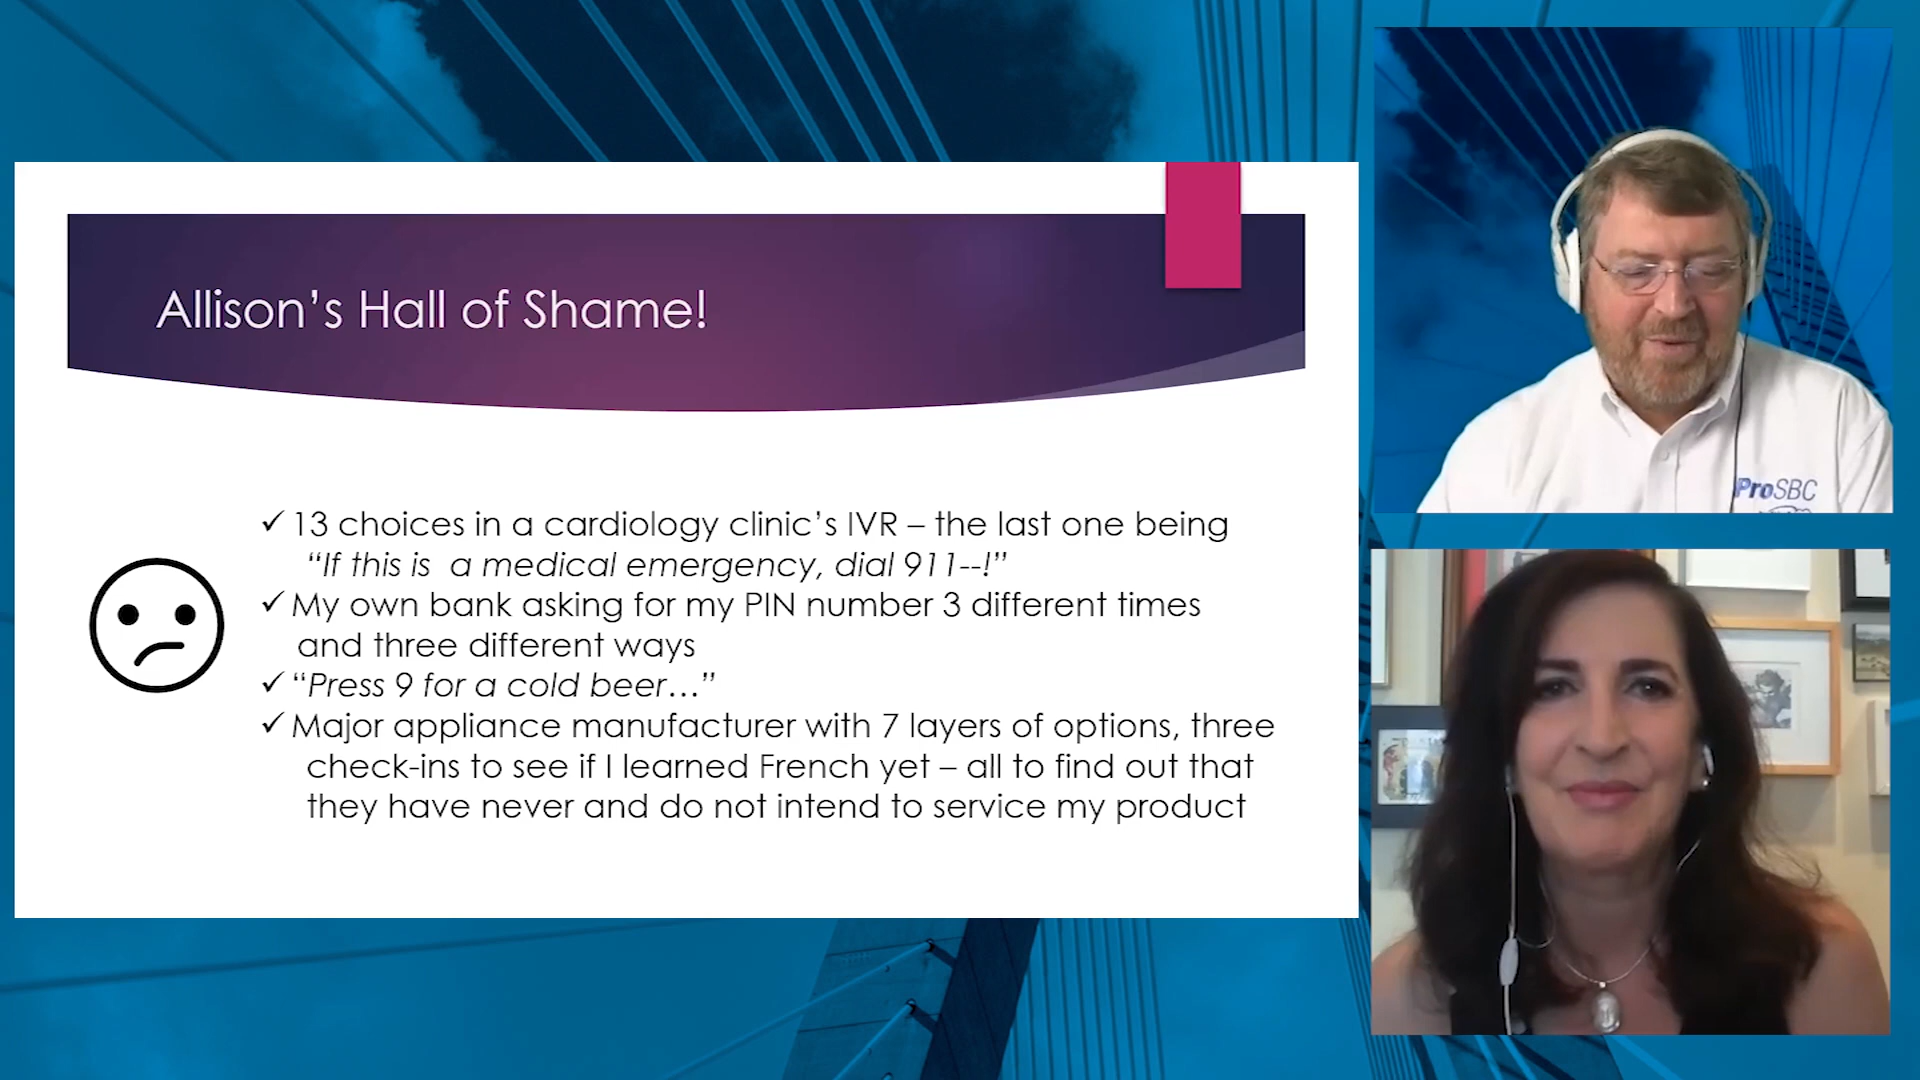 Allison’s Hall of Shame!
✓ 13 choices in a cardiology clinic’s IVR – the last one being
“If this is  a medical emergency, dial 911--!”
✓ My own bank asking for my PIN number 3 different times
and three different ways
✓ “Press 9 for a cold beer…”
✓ Major appliance manufacturer with 7 layers of options, three
check-ins to see if I learned French yet – all to find out that
they have never and do not intend to service my product
ProSBC